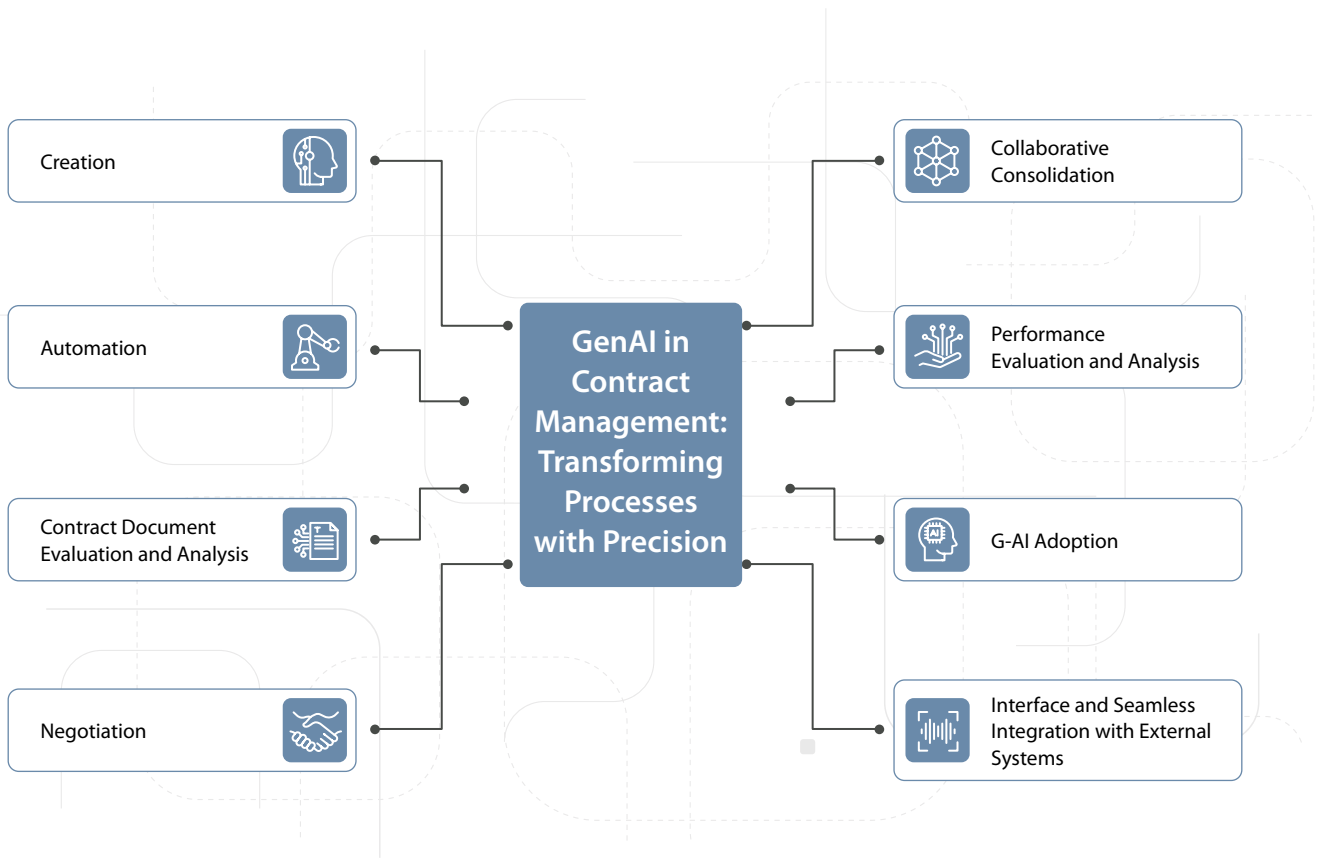 Creation
Automation
Contract Document
Evaluation and Analysis
Negotiation
GenAI in
Contract
Management:
Transforming
Processes
with Precision
Collaborative
Consolidation
Performance
Evaluation and Analysis
G-AI Adoption
AI
Interface and Seamless
Integration with External
Systems